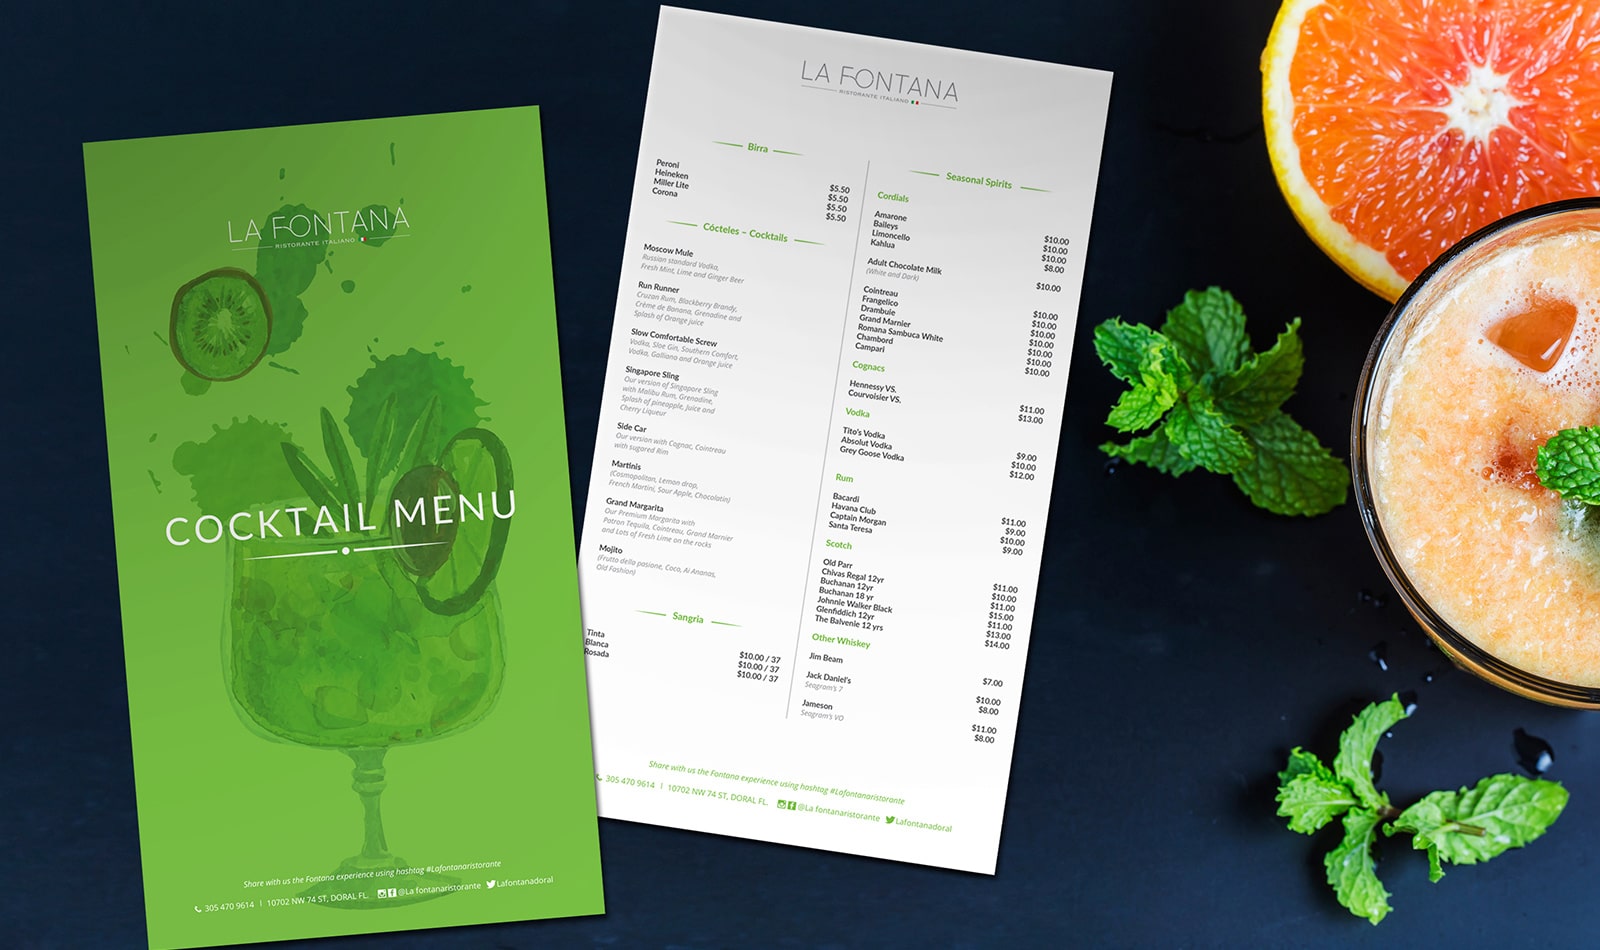 LA FONTANA
RISTORANTE ITALIANO
COCKTAIL MENU
Share with us the Fontana experience using hashtag #Lafontanaristorante
305 470 9614 | 10702 NW 74 ST, DORAL FL. @La fontanaristorante Lafontanadoral
LA FONTANA
RISTORANTE ITALIANO
Birra
Peroni $5.50
Heineken $5.50
Miller Lite $5.50
Corona $5.50
Cócteles – Cocktails
Moscow Mule
Russian standard Vodka,
Fresh Mint, Lime and Ginger Beer
Run Runner
Cruzan Rum, Blackberry Brandy,
Crème de Banana, Grenadine and
Splash of Orange juice
Slow Comfortable Screw
Vodka, Sloe Gin, Southern Comfort,
Vodka, Galliano and Orange juice
Singapore Sling
Our version of Singapore Sling
with Malibu Rum, Grenadine,
Splash of pineapple, Juice and
Cherry Liqueur
Side Car
Our version with Cognac, Cointreau
with sugared Rim
Martinis
(Cosmopolitan, Lemon drop,
French Martini, Sour Apple, Chocolatin)
Grand Margarita
Our Premium Margarita with
Patron Tequila, Cointreau, Grand Marnier
and Lots of Fresh Lime on the rocks
Mojito
(Frutto della pasione, Coco, Ai Ananas,
Old Fashion)
Sangria
Tinta $10.00 / 37
Blanca $10.00 / 37
Rosada $10.00 / 37
Seasonal Spirits
Cordials
Amarone $10.00
Baileys $10.00
Limoncello $10.00
Kahlua $8.00
Adult Chocolate Milk $10.00
(White and Dark)
Cointreau $10.00
Frangelico $10.00
Drambule $10.00
Grand Marnier $10.00
Romana Sambuca White $10.00
Chambord $10.00
Campari $10.00
Cognacs
Hennessy VS. $11.00
Courvoisier VS. $13.00
Vodka
Tito's Vodka $9.00
Absolut Vodka $10.00
Grey Goose Vodka $12.00
Rum
Bacardi $11.00
Havana Club $9.00
Captain Morgan $10.00
Santa Teresa $9.00
Scotch
Old Parr $11.00
Chivas Regal 12yr $10.00
Buchanan 12yr $11.00
Buchanan 18 yr $15.00
Johnnie Walker Black $11.00
Glenfiddich 12yr $13.00
The Balvenie 12 yrs $14.00
Other Whiskey
Jim Beam $7.00
Jack Daniel's $10.00
Seagram's 7 $8.00
Jameson $11.00
Seagram's VO $8.00
Share with us the Fontana experience using hashtag #Lafontanaristorante
305 470 9614 | 10702 NW 74 ST, DORAL FL. @La fontanaristorante Lafontanadoral